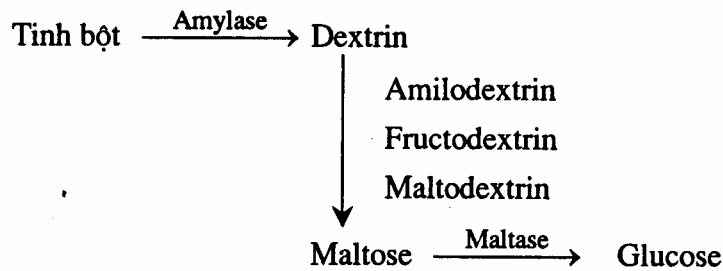 Tinh bột Amylase Dextrin
Amilodextrin
Fructodextrin
Maltodextrin
Maltose Maltase Glucose